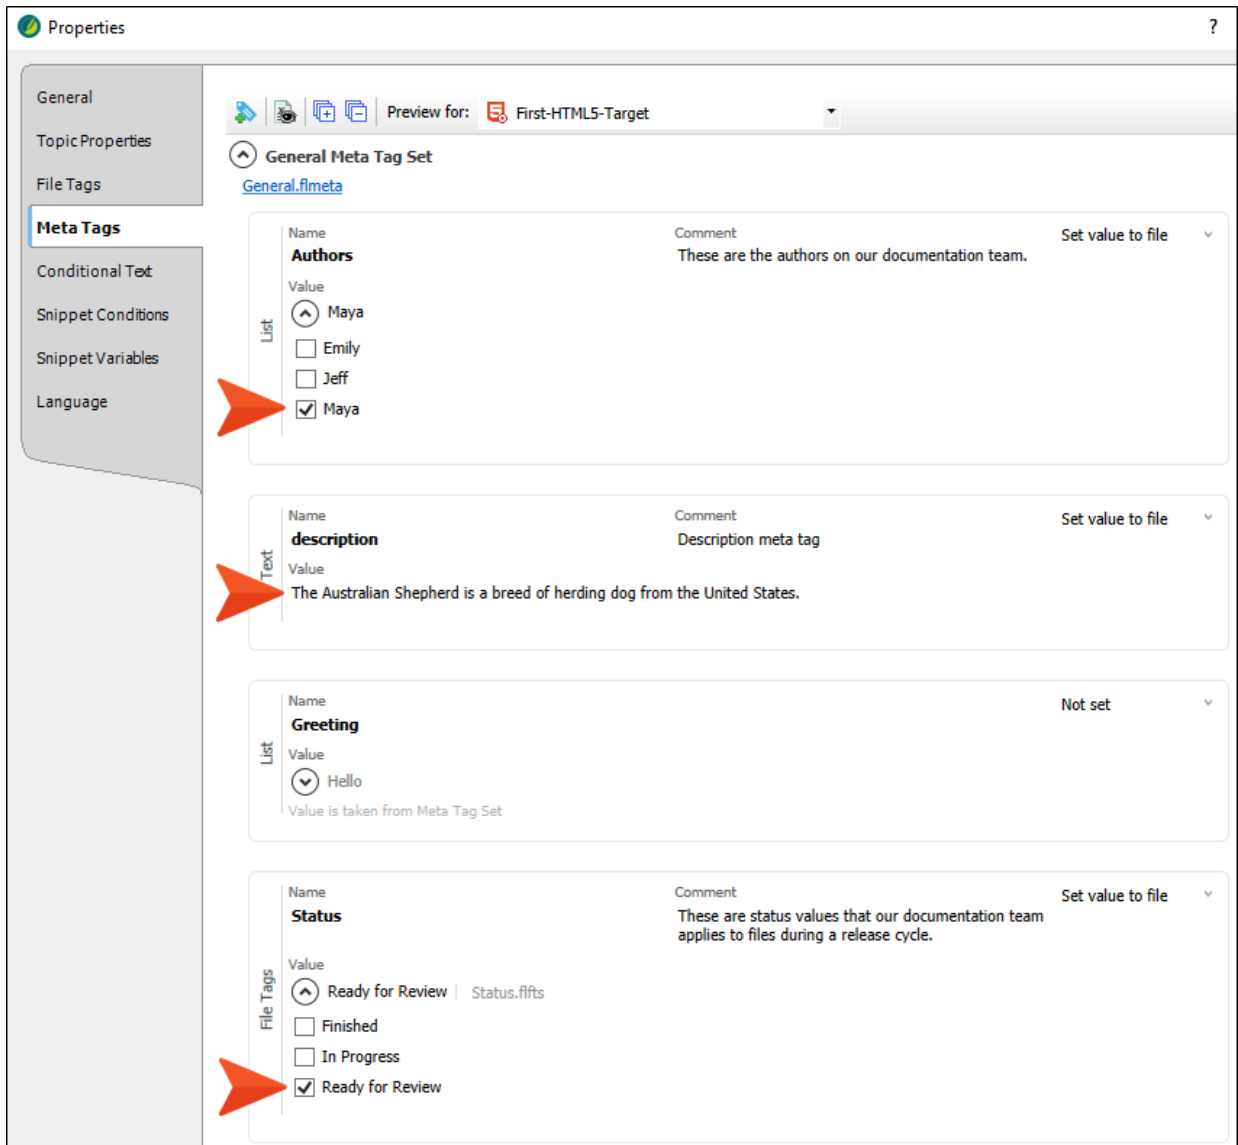 Properties
?
General
Topic Properties
File Tags
Meta Tags
Conditional Text
Snippet Conditions
Snippet Variables
Language
Preview for: First-HTML5-Target
General Meta Tag Set
General.flmeta
List
Name
Authors
Comment
These are the authors on our documentation team.
Set value to file
Value
Maya
Emily
Jeff
Maya
Text
Name
description
Comment
Description meta tag
Set value to file
Value
The Australian Shepherd is a breed of herding dog from the United States.
List
Name
Greeting
Not set
Value
Hello
Value is taken from Meta Tag Set
File Tags
Name
Status
Comment
These are status values that our documentation team
applies to files during a release cycle.
Set value to file
Value
Ready for Review Status.flfts
Finished
In Progress
Ready for Review